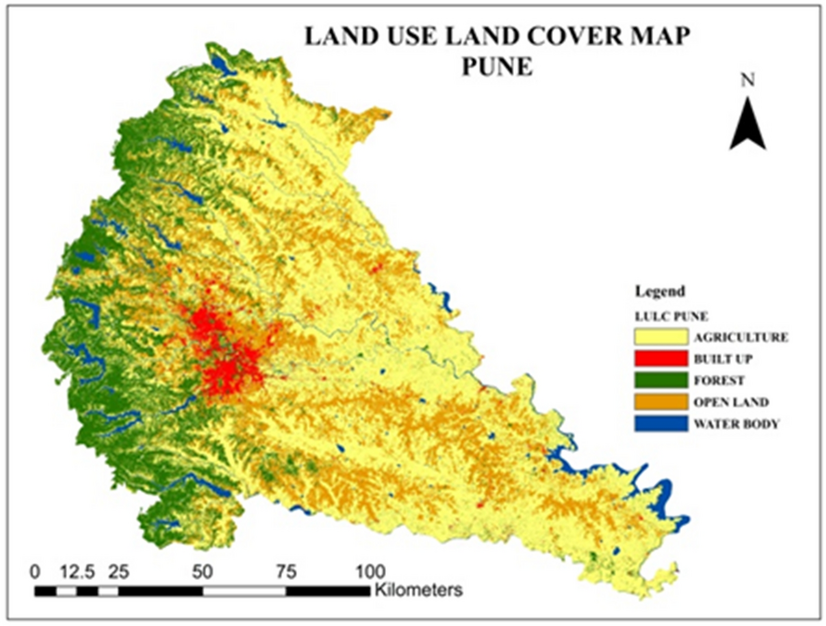 LAND USE LAND COVER MAP
PUNE
N
Legend
LULC PUNE
AGRICULTURE
BUILT UP
FOREST
OPEN LAND
WATER BODY
0 12.5 25 50 75 100
Kilometers